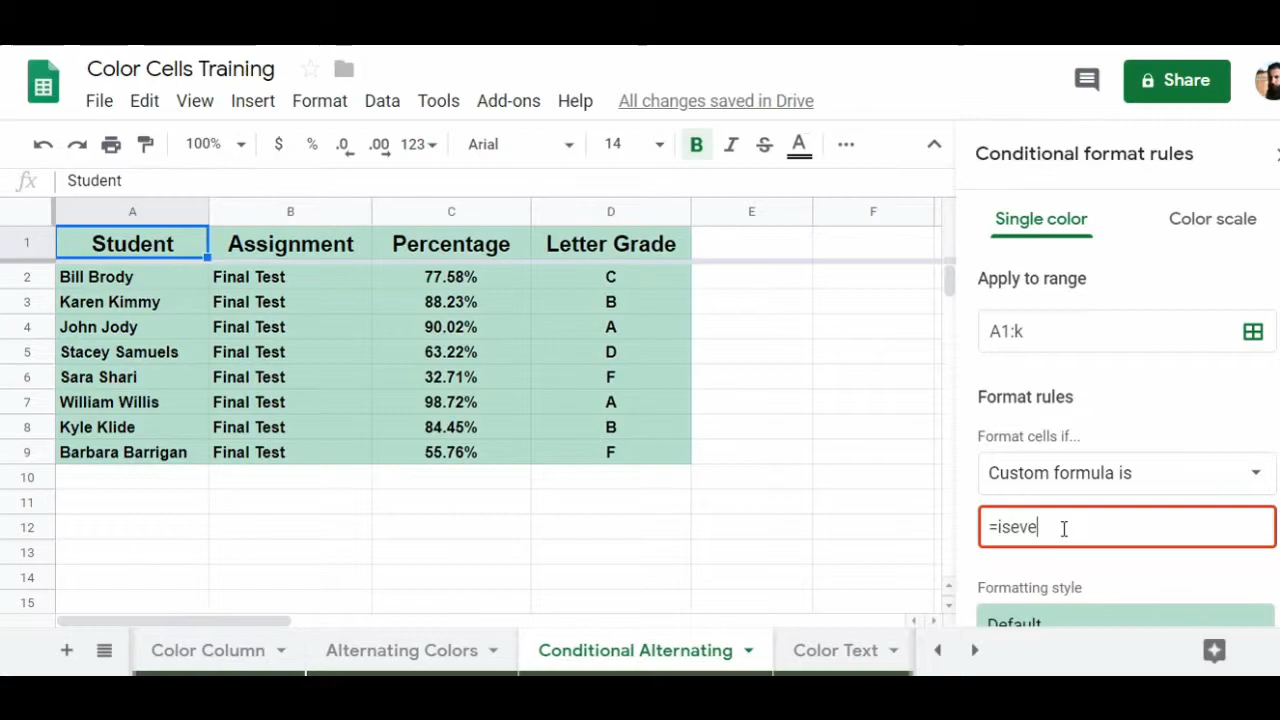 Color Cells Training
File Edit View Insert Format Data Tools Add-ons Help All changes saved in Drive
Share
100% $ % .0 .00 123 Arial 14 B I S A
fx Student
A B C D E F
1 Student Assignment Percentage Letter Grade
2 Bill Brody Final Test 77.58% C
3 Karen Kimmy Final Test 88.23% B
4 John Jody Final Test 90.02% A
5 Stacey Samuels Final Test 63.22% D
6 Sara Shari Final Test 32.71% F
7 William Willis Final Test 98.72% A
8 Kyle Klide Final Test 84.45% B
9 Barbara Barrigan Final Test 55.76% F
10
11
12
13
14
15
Conditional format rules
Single color Color scale
Apply to range
A1:k
Format rules
Format cells if...
Custom formula is
=iseve
Formatting style
Default
Color Column Alternating Colors Conditional Alternating Color Text